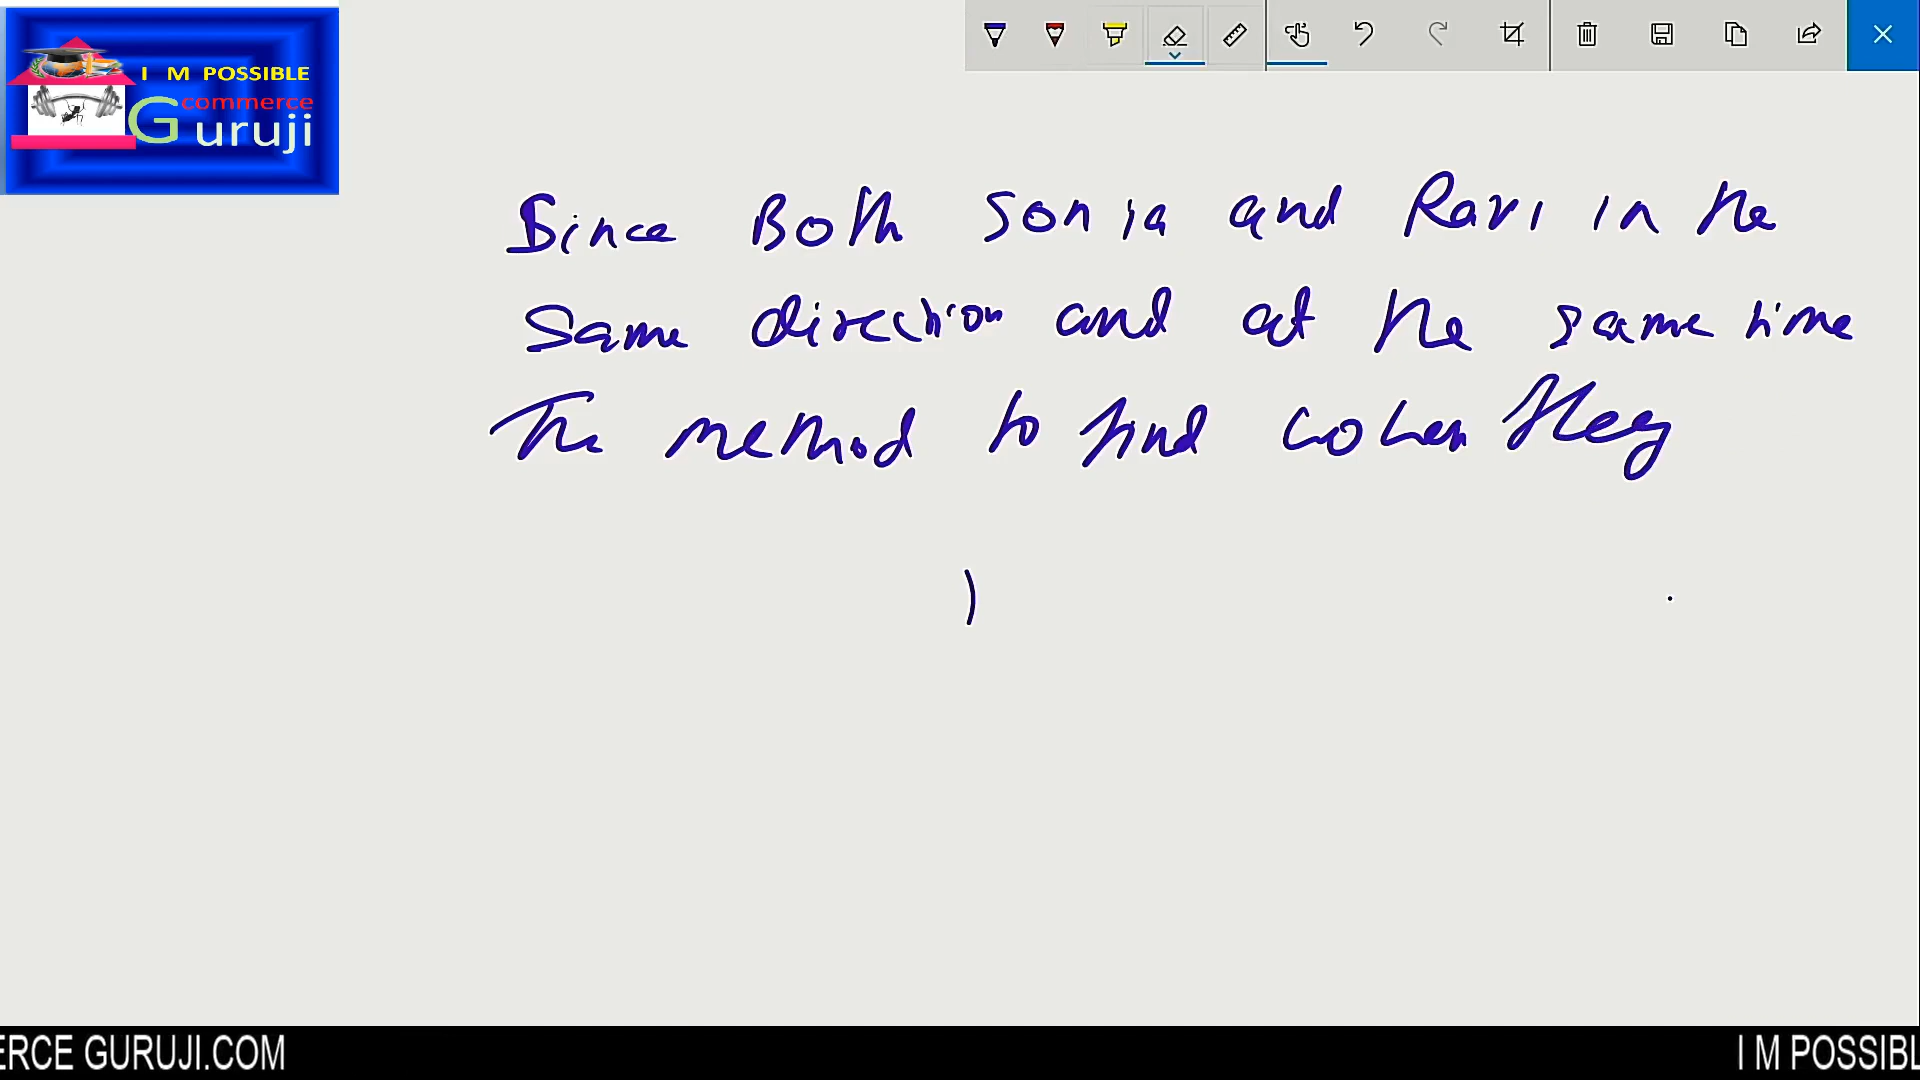 I M POSSIBLE
commerce
Guruji
Since Both Sonia and Ravi in the
Same direction and at the same time
The method to find when they
ERCE GURUJI.COM
I M POSSIBL